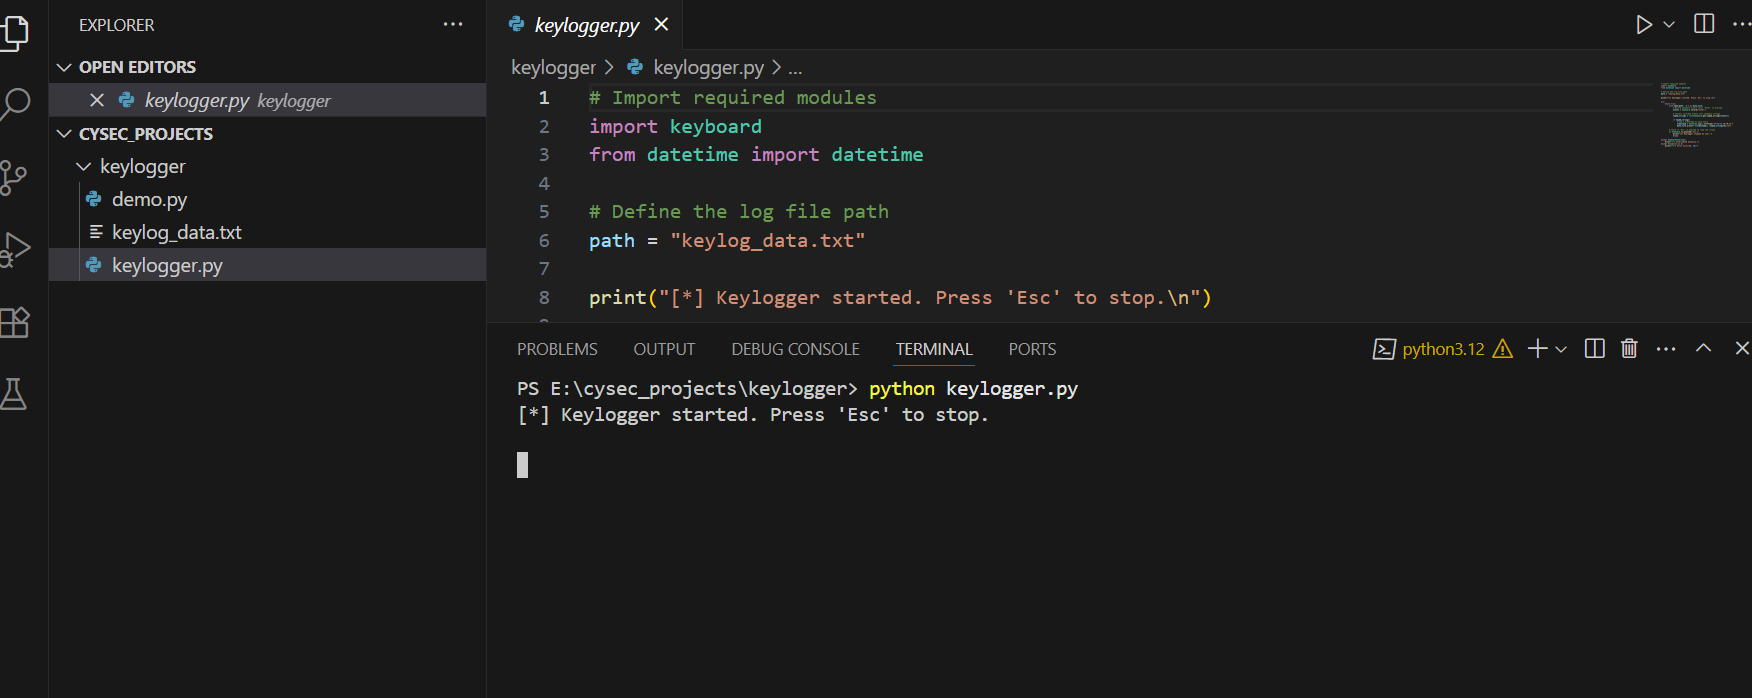 EXPLORER
OPEN EDITORS
keylogger.py keylogger
CYSEC_PROJECTS
keylogger
demo.py
keylog_data.txt
keylogger.py
keylogger.py
keylogger > keylogger.py > ...
1 # Import required modules
2 import keyboard
3 from datetime import datetime
4
5 # Define the log file path
6 path = "keylog_data.txt"
7
8 print("[*] Keylogger started. Press 'Esc' to stop.\n")
PROBLEMS OUTPUT DEBUG CONSOLE TERMINAL PORTS
python3.12
PS E:\cysec_projects\keylogger> python keylogger.py
[*] Keylogger started. Press 'Esc' to stop.